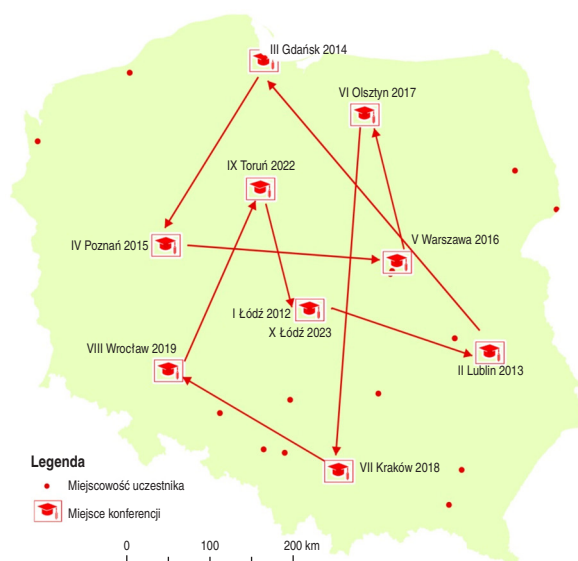 III Gdańsk 2014
VI Olsztyn 2017
IX Toruń 2022
IV Poznań 2015
V Warszawa 2016
I Łódź 2012
X Łódź 2023
VIII Wrocław 2019
II Lublin 2013
VII Kraków 2018
Legenda
Miejscowość uczestnika
Miejsce konferencji
0 100 200 km